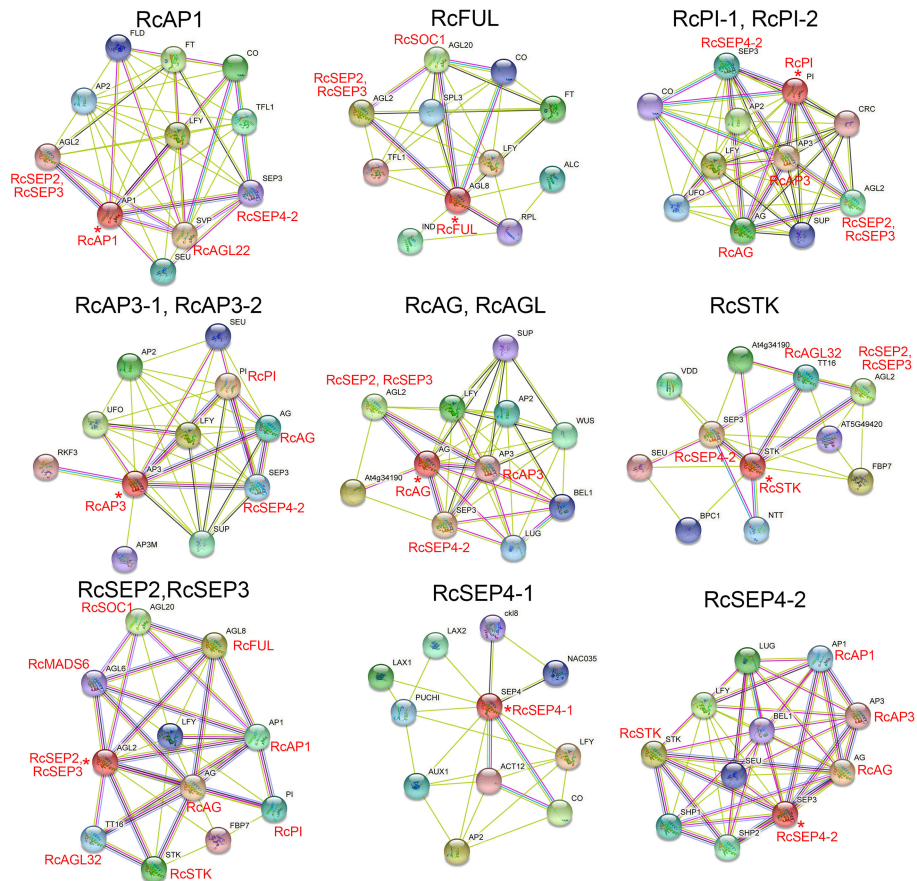 RcAP1
FLD
FT
CO
AP2
TFL1
LFY
AGL2
RcSEP2,
RcSEP3
SEP3
RcSEP4-2
AP1
*
RcAP1
SVP
RcAGL22
SEU
RcFUL
RcSOC1
AGL20
CO
RcSEP2,
RcSEP3
AGL2
SPL3
FT
TFL1
LFY
ALC
AGL8
*
RcFUL
IND
RPL
RcPI-1, RcPI-2
RcSEP4-2
SEP3
RcPI
*
PI
CO
AP2
CRC
LFY
AP3
RcAP3
UFO
AGL2
RcSEP2,
RcSEP3
AG
RcAG
SUP
RcAP3-1, RcAP3-2
SEU
AP2
PI
RcPI
UFO
LFY
AG
RcAG
RKF3
AP3
*
RcAP3
SEP3
RcSEP4-2
SUP
AP3M
RcAG, RcAGL
SUP
RcSEP2, RcSEP3
AGL2
LFY
AP2
WUS
AG
*
RcAG
AP3
RcAP3
At4g34190
BEL1
SEP3
RcSEP4-2
LUG
RcSTK
At4g34190
RcAGL32
TT16
RcSEP2,
RcSEP3
AGL2
VDD
SEP3
RcSEP4-2
AT5G49420
SEU
STK
*
RcSTK
FBP7
BPC1
NTT
RcSEP2,RcSEP3
RcSOC1
AGL20
AGL8
RcFUL
RcMADS6
AGL6
LFY
AP1
RcAP1
RcSEP2,
RcSEP3
*
AGL2
AG
RcAG
PI
RcPI
TT16
RcAGL32
FBP7
STK
RcSTK
RcSEP4-1
ckl8
LAX2
LAX1
NAC035
PUCHI
SEP4
*RcSEP4-1
LFY
AUX1
ACT12
CO
AP2
RcSEP4-2
LUG
AP1
RcAP1
LFY
AP3
RcAP3
BEL1
RcSTK
STK
SEU
AG
RcAG
SHP1
SEP3
*
RcSEP4-2
SHP2